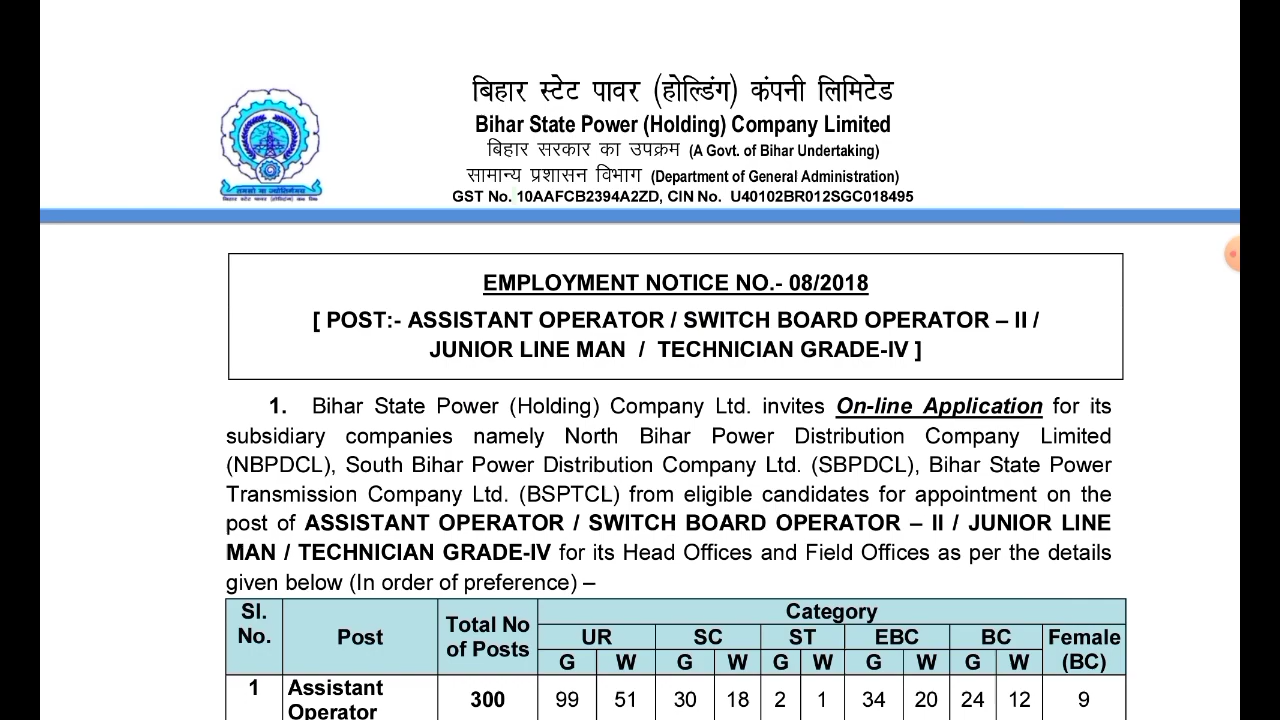 बिहार स्टेट पावर (होल्डिंग) कंपनी लिमिटेड
Bihar State Power (Holding) Company Limited
बिहार सरकार का उपक्रम (A Govt. of Bihar Undertaking)
सामान्य प्रशासन विभाग (Department of General Administration)
GST No. 10AAFCB2394A2ZD, CIN No. U40102BR012SGC018495
EMPLOYMENT NOTICE NO.- 08/2018
[ POST:- ASSISTANT OPERATOR / SWITCH BOARD OPERATOR – II /
JUNIOR LINE MAN / TECHNICIAN GRADE-IV ]
1. Bihar State Power (Holding) Company Ltd. invites On-line Application for its
subsidiary companies namely North Bihar Power Distribution Company Limited
(NBPDCL), South Bihar Power Distribution Company Ltd. (SBPDCL), Bihar State Power
Transmission Company Ltd. (BSPTCL) from eligible candidates for appointment on the
post of ASSISTANT OPERATOR / SWITCH BOARD OPERATOR – II / JUNIOR LINE
MAN / TECHNICIAN GRADE-IV for its Head Offices and Field Offices as per the details
given below (In order of preference) –
Sl. No. Post Total No of Posts Category
UR SC ST EBC BC Female (BC)
G W G W G W G W G W
1 Assistant Operator 300 99 51 30 18 2 1 34 20 24 12 9